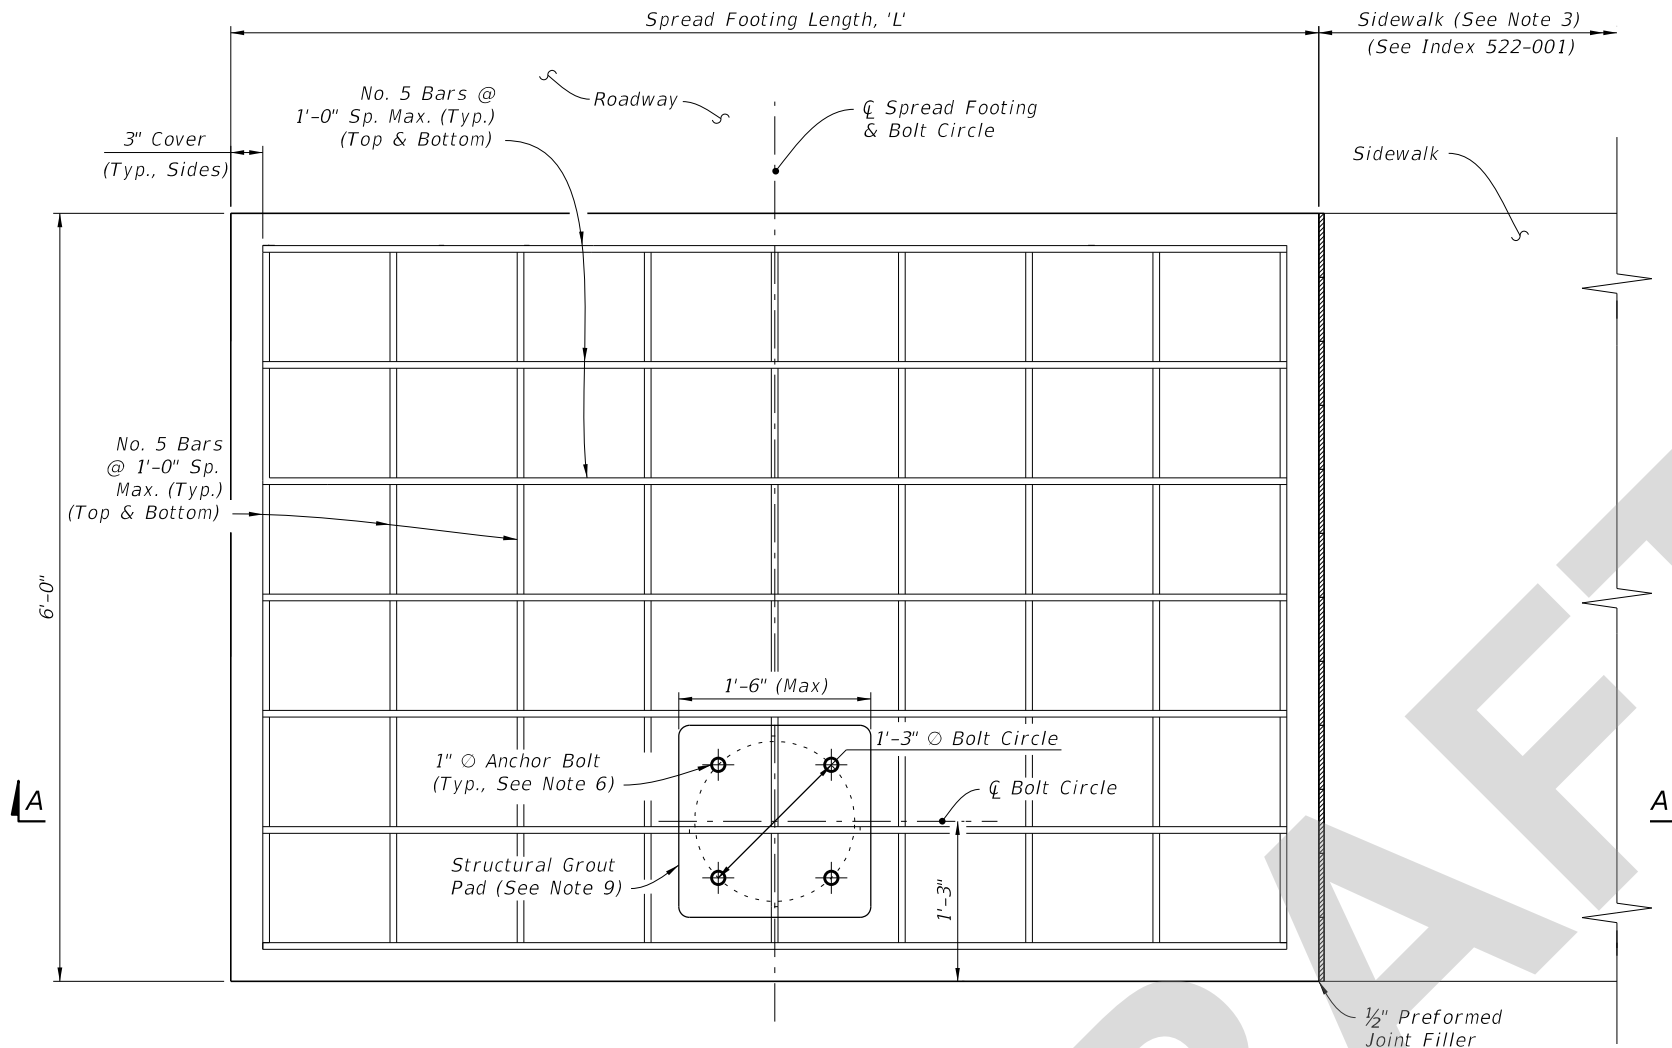 Spread Footing Length, 'L'
Sidewalk (See Note 3)
(See Index 522-001)
No. 5 Bars @
1'-0" Sp. Max. (Typ.)
(Top & Bottom)
Roadway
℄ Spread Footing
& Bolt Circle
3" Cover
(Typ., Sides)
Sidewalk
No. 5 Bars
@ 1'-0" Sp.
Max. (Typ.)
(Top & Bottom)
6'-0"
1'-6" (Max)
1'-3" ∅ Bolt Circle
1" ∅ Anchor Bolt
(Typ., See Note 6)
℄ Bolt Circle
A
A
Structural Grout
Pad (See Note 9)
1'-3"
½" Preformed
Joint Filler
RAFT